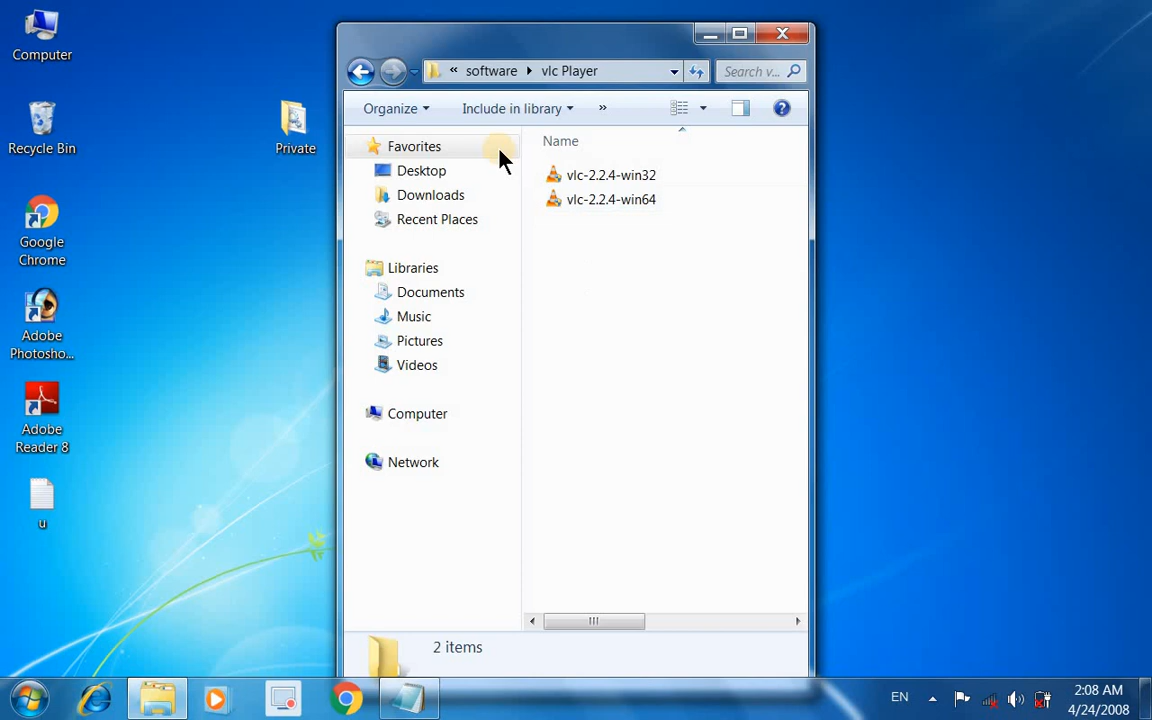 Computer
Recycle Bin
Private
Google
Chrome
Adobe
Photosho...
Adobe
Reader 8
u
« software vlc Player
Search v...
Organize
Include in library
»
Favorites
Desktop
Downloads
Recent Places
Libraries
Documents
Music
Pictures
Videos
Computer
Network
Name
vlc-2.2.4-win32
vlc-2.2.4-win64
2 items
EN
2:08 AM
4/24/2008